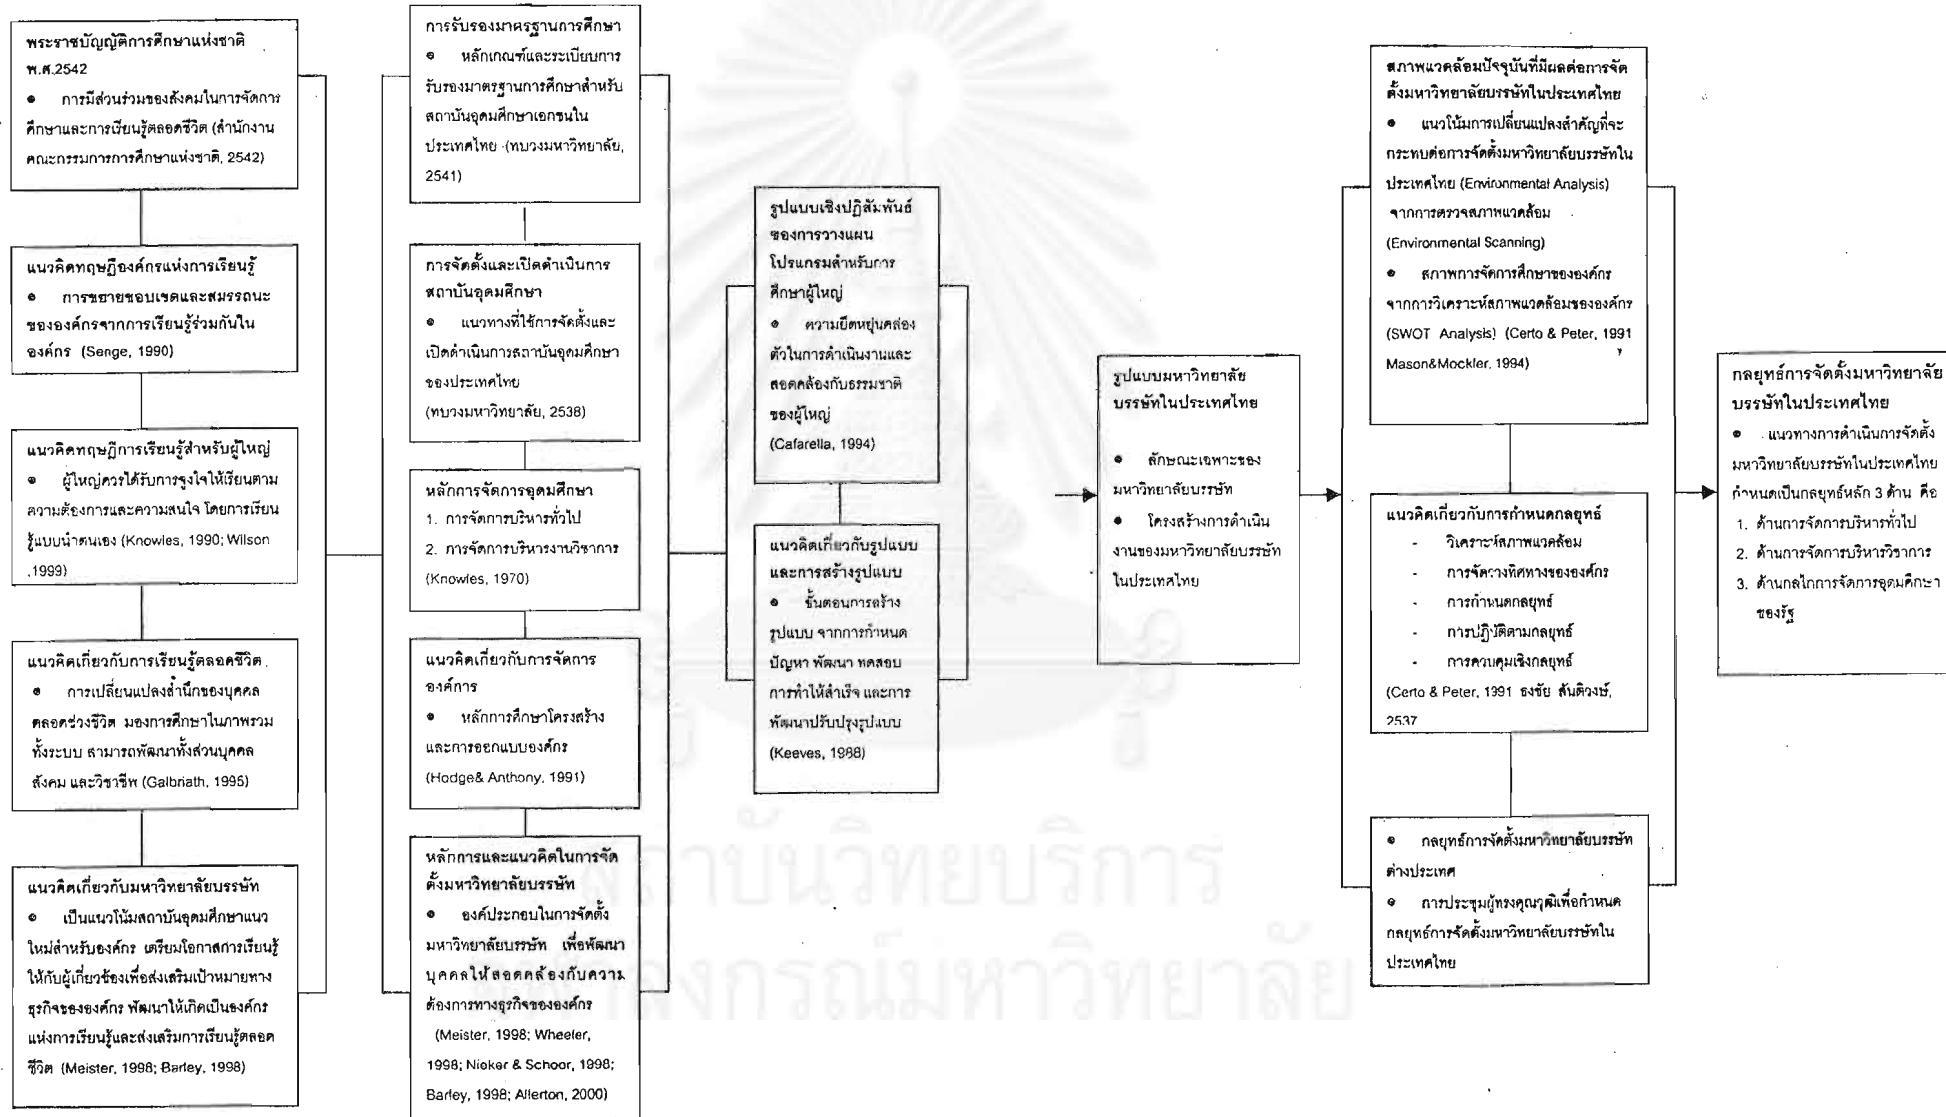 พระราชบัญญัติการศึกษาแห่งชาติ
พ.ศ.2542
● การมีส่วนร่วมของสังคมในการจัดการ
ศึกษาและการเรียนรู้ตลอดชีวิต (สำนักงาน
คณะกรรมการการศึกษาแห่งชาติ, 2542)
แนวคิดทฤษฎีองค์กรแห่งการเรียนรู้
● การขยายขอบเขตและสมรรถนะ
ขององค์กรจากการเรียนรู้ร่วมกันใน
องค์กร (Senge, 1990)
แนวคิดทฤษฎีการเรียนรู้สำหรับผู้ใหญ่
● ผู้ใหญ่ควรได้รับการจูงใจให้เรียนตาม
ความต้องการและความสนใจ โดยการเรียน
รู้แบบนำตนเอง (Knowles, 1990; Wilson
,1999)
แนวคิดเกี่ยวกับการเรียนรู้ตลอดชีวิต
● การเปลี่ยนแปลงสำนึกของบุคคล
ตลอดช่วงชีวิต มองการศึกษาในภาพรวม
ทั้งระบบ สามารถพัฒนาทั้งส่วนบุคคล
สังคม และวิชาชีพ (Galbriath, 1995)
แนวคิดเกี่ยวกับมหาวิทยาลัยบรรษัท
● เป็นแนวโน้มสถาบันอุดมศึกษาแนว
ใหม่สำหรับองค์กร เตรียมโอกาสการเรียนรู้
ให้กับผู้เกี่ยวข้องเพื่อส่งเสริมเป้าหมายทาง
ธุรกิจขององค์กร พัฒนาให้เกิดเป็นองค์กร
แห่งการเรียนรู้และส่งเสริมการเรียนรู้ตลอด
ชีวิต (Meister, 1998; Barley, 1998)
การรับรองมาตรฐานการศึกษา
● หลักเกณฑ์และระเบียบการ
รับรองมาตรฐานการศึกษาสำหรับ
สถาบันอุดมศึกษาเอกชนใน
ประเทศไทย (ทบวงมหาวิทยาลัย,
2541)
การจัดตั้งและเปิดดำเนินการ
สถาบันอุดมศึกษา
● แนวทางที่ใช้การจัดตั้งและ
เปิดดำเนินการสถาบันอุดมศึกษา
ของประเทศไทย
(ทบวงมหาวิทยาลัย, 2538)
หลักการจัดการอุดมศึกษา
1. การจัดการบริหารทั่วไป
2. การจัดการบริหารงานวิชาการ
(Knowles, 1970)
แนวคิดเกี่ยวกับการจัดการ
องค์การ
● หลักการศึกษาโครงสร้าง
และการออกแบบองค์กร
(Hodge& Anthony, 1991)
หลักการและแนวคิดในการจัด
ตั้งมหาวิทยาลัยบรรษัท
● องค์ประกอบในการจัดตั้ง
มหาวิทยาลัยบรรษัท เพื่อพัฒนา
บุคคลให้สอดคล้องกับความ
ต้องการทางธุรกิจขององค์กร
(Meister, 1998; Wheeler,
1998; Nioker & Schoor, 1998;
Barley, 1998; Allerton, 2000)
รูปแบบเชิงปฏิสัมพันธ์
ของการวางแผน
โปรแกรมสำหรับการ
ศึกษาผู้ใหญ่
● ความยืดหยุ่นคล่อง
ตัวในการดำเนินงานและ
สอดคล้องกับธรรมชาติ
ของผู้ใหญ่
(Cafarella, 1994)
แนวคิดเกี่ยวกับรูปแบบ
และการสร้างรูปแบบ
● ขั้นตอนการสร้าง
รูปแบบ จากการกำหนด
ปัญหา พัฒนา ทดสอบ
การทำให้สำเร็จ และการ
พัฒนาปรับปรุงรูปแบบ
(Keeves, 1988)
รูปแบบมหาวิทยาลัย
บรรษัทในประเทศไทย
● ลักษณะเฉพาะของ
มหาวิทยาลัยบรรษัท
● โครงสร้างการดำเนิน
งานของมหาวิทยาลัยบรรษัท
ในประเทศไทย
สภาพแวดล้อมปัจจุบันที่มีผลต่อการจัด
ตั้งมหาวิทยาลัยบรรษัทในประเทศไทย
● แนวโน้มการเปลี่ยนแปลงสำคัญที่จะ
กระทบต่อการจัดตั้งมหาวิทยาลัยบรรษัทใน
ประเทศไทย (Environmental Analysis)
จากการตรวจสภาพแวดล้อม
(Environmental Scanning)
● สภาพการจัดการศึกษาขององค์กร
จากการวิเคราะห์สภาพแวดล้อมขององค์กร
(SWOT Analysis) (Certo & Peter, 1991
Mason&Mockler, 1994)
แนวคิดเกี่ยวกับการกำหนดกลยุทธ์
- วิเคราะห์สภาพแวดล้อม
- การจัดวางทิศทางขององค์กร
- การกำหนดกลยุทธ์
- การปฏิบัติตามกลยุทธ์
- การควบคุมเชิงกลยุทธ์
(Certo & Peter, 1991 ธงชัย สันติวงษ์,
2537
● กลยุทธ์การจัดตั้งมหาวิทยาลัยบรรษัท
ต่างประเทศ
● การประชุมผู้ทรงคุณวุฒิเพื่อกำหนด
กลยุทธ์การจัดตั้งมหาวิทยาลัยบรรษัทใน
ประเทศไทย
กลยุทธ์การจัดตั้งมหาวิทยาลัย
บรรษัทในประเทศไทย
● แนวทางการดำเนินการจัดตั้ง
มหาวิทยาลัยบรรษัทในประเทศไทย
กำหนดเป็นกลยุทธ์หลัก 3 ด้าน คือ
1. ด้านการจัดการบริหารทั่วไป
2. ด้านการจัดการบริหารวิชาการ
3. ด้านกลไกการจัดการอุดมศึกษา
ของรัฐ
สถาบันวิทยบริการ
จุฬาลงกรณ์มหาวิทยาลัย